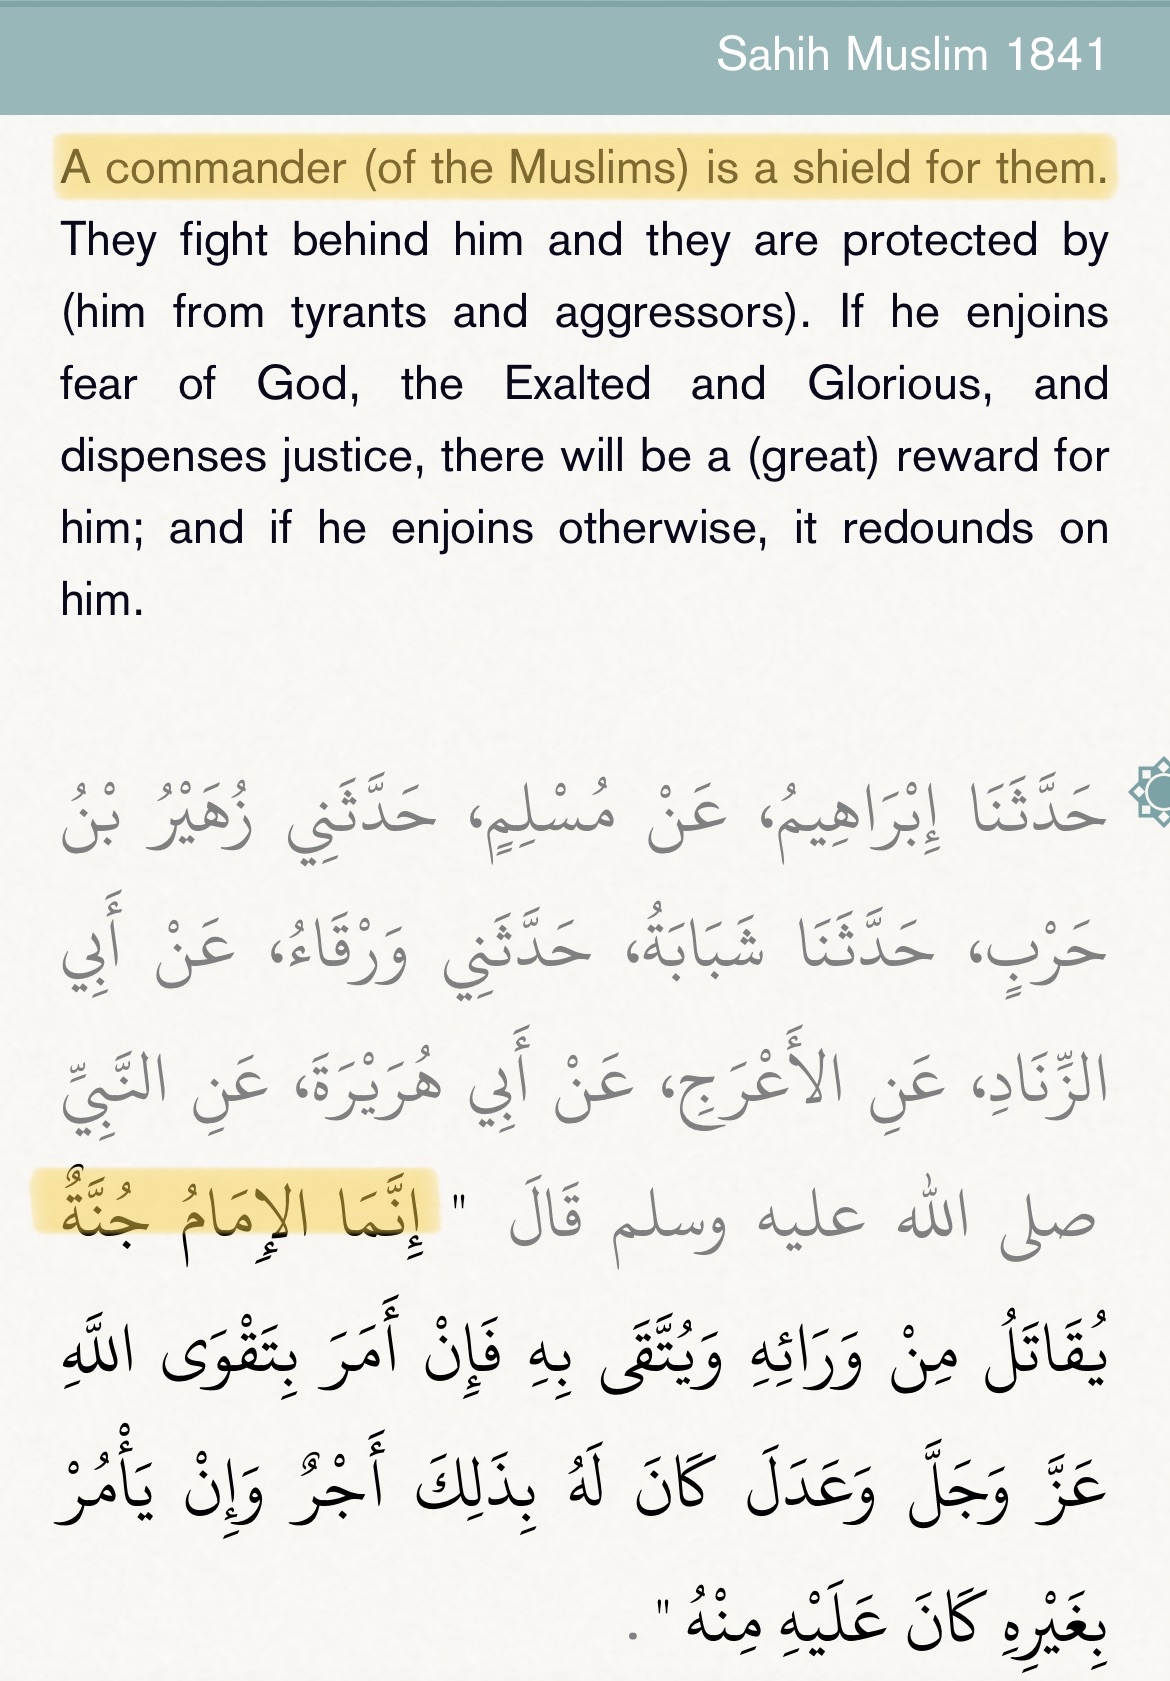 Sahih Muslim 1841
A commander (of the Muslims) is a shield for them.
They fight behind him and they are protected by
(him from tyrants and aggressors). If he enjoins
fear of God, the Exalted and Glorious, and
dispenses justice, there will be a (great) reward for
him; and if he enjoins otherwise, it redounds on
him.
حَدَّثَنَا إِبْرَاهِيمُ، عَنْ مُسْلِمٍ، حَدَّثَنِي زُهَيْرُ بْنُ
حَرْبٍ، حَدَّثَنَا شَبَابَةُ، حَدَّثَنِي وَرْقَاءُ، عَنْ أَبِي
الزِّنَادِ، عَنِ الأَعْرَجِ، عَنْ أَبِي هُرَيْرَةَ، عَنِ النَّبِيِّ
صلى الله عليه وسلم قَالَ ‏"‏ إِنَّمَا الإِمَامُ جُنَّةٌ
يُقَاتَلُ مِنْ وَرَائِهِ وَيُتَّقَى بِهِ فَإِنْ أَمَرَ بِتَقْوَى اللَّهِ
عَزَّ وَجَلَّ وَعَدَلَ كَانَ لَهُ بِذَلِكَ أَجْرٌ وَإِنْ يَأْمُرْ
بِغَيْرِهِ كَانَ عَلَيْهِ مِنْهُ ‏"‏ .